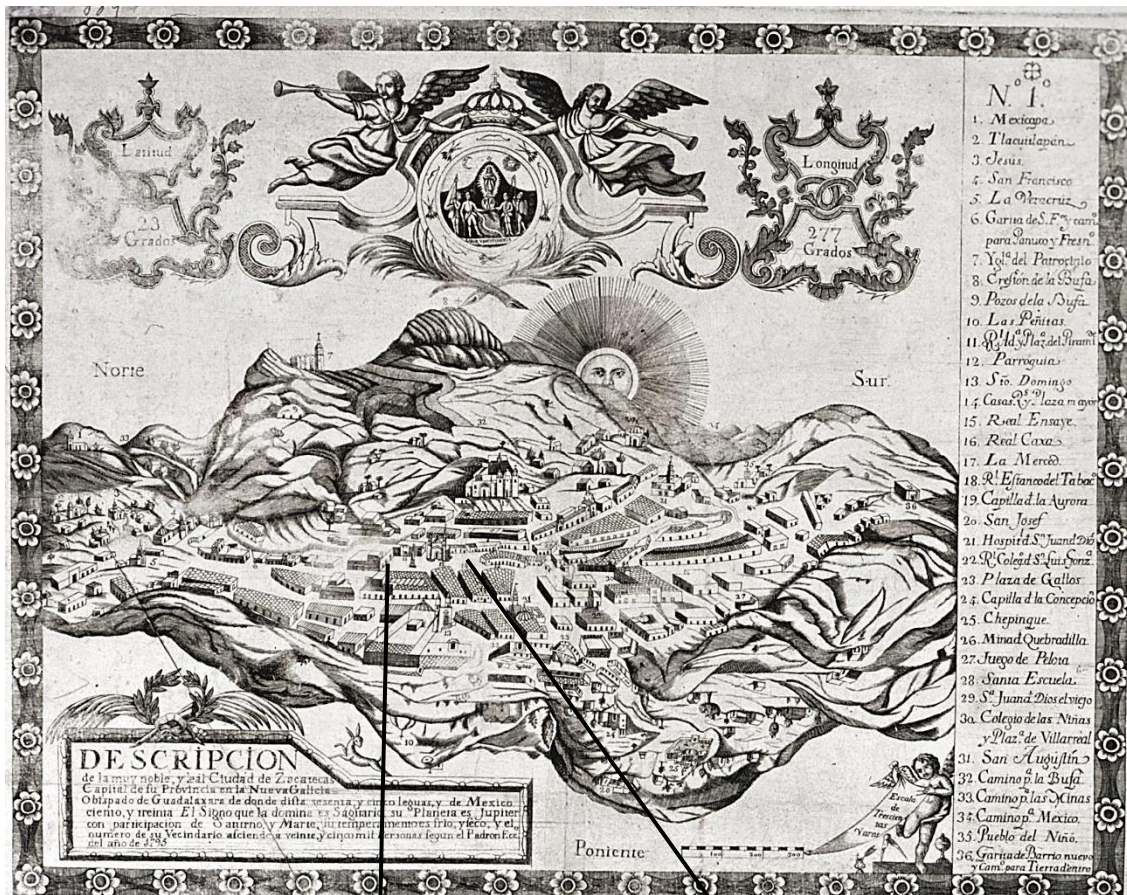 Latitud
23
Grados
Longitud
277
Grados
Norte
Sur.
Poniente
DESCRIPCION
de la muy noble, y leal Ciudad de Zacatecas
Capital de su Provincia en la Nueva Galicia
Obispado de Guadalaxara de donde dista sesenta, y cinco leguas, y de Mexico
ciento, y treinta El Signo que la domina es Sagitario, su Planeta es Jupiter
con participacion de Saturno, y Marte, su temperamento es frio, y seco, y el
numero de su Vecindario asciende a veinte, y cinco mil personas segun el Padron
del año de 1795
Escala
de
Trescien
tas
Varas
100 200 300
N.º 1.º
1. Mexicapa
2. Tlacuitlapan
3. Jesus.
4. San Francisco
5. La Veracruz
6. Garita de S. F.co y cam.o
para Panuco y Fresn.o
7. del Patrocinio
8. Creston de la Bufa
9. Pozos de la Bufa
10. Las Peñitas.
11. y Plaz. del Piram.
12. Parroquia
13. Sto. Domingo
14. Casas R.s y Plaza mayor
15. Real Ensaye.
16. Real Caxa
17. La Merced.
18. R.l Estanco del Tabac.o
19. Capilla d. la Aurora
20. San Josef
21. Hospit. d. S.n Juan d. Dio
22. R.l Coleg. d. S.n Luis Gonz.a
23. Plaza de Gallos
24. Capilla d. la Concepcio
25. Chepinque
26. Mina d. Quebradilla
27. Juego de Pelota
28. Santa Escuela
29. S.n Juan d. Dios el viejo
30. Colegio de las Niñas
y Plaz.a de Villarreal
31. San Augustin
32. Camino p.a la Bufa
33. Camino p.a las Minas
34. Camino p.a Mexico.
35. Pueblo del Niño.
36. Garita de Barrio nuevo
y Cam.o para Tierradentro